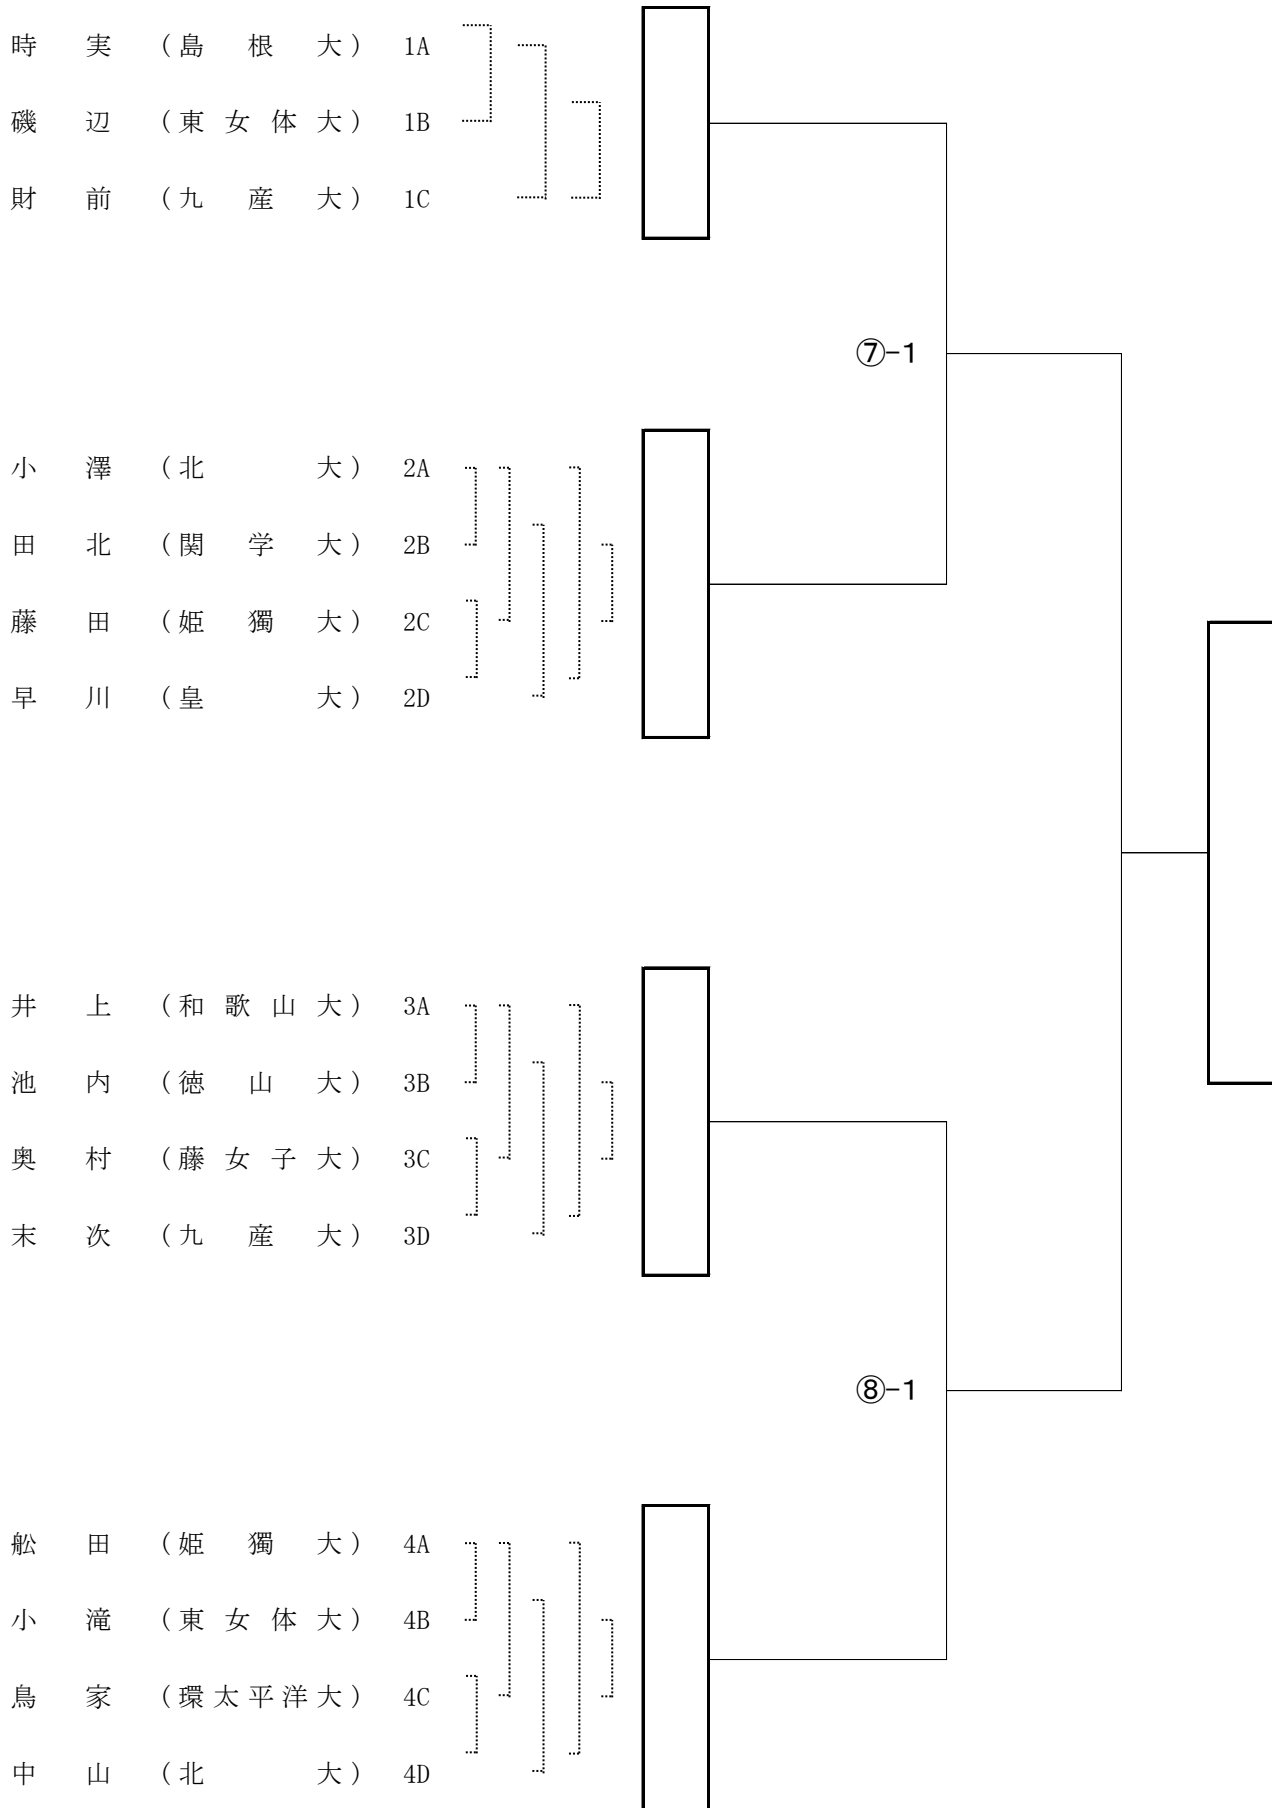 時実（島根大） 1A
磯辺（東女体大） 1B
財前（九産大） 1C
⑦-1
小澤（北大） 2A
田北（関学大） 2B
藤田（姫獨大） 2C
早川（皇大） 2D
井上（和歌山大） 3A
池内（徳山大） 3B
奥村（藤女子大） 3C
末次（九産大） 3D
⑧-1
舩田（姫獨大） 4A
小滝（東女体大） 4B
鳥家（環太平洋大） 4C
中山（北大） 4D